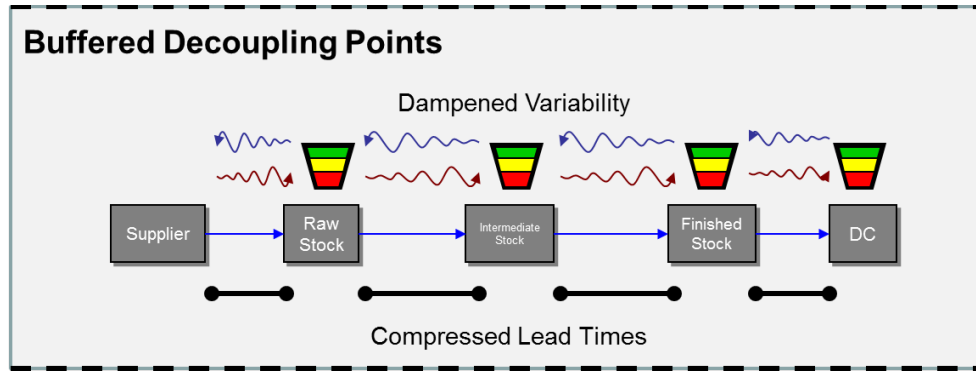 Buffered Decoupling Points
Dampened Variability
Supplier
Raw
Stock
Intermediate
Stock
Finished
Stock
DC
Compressed Lead Times